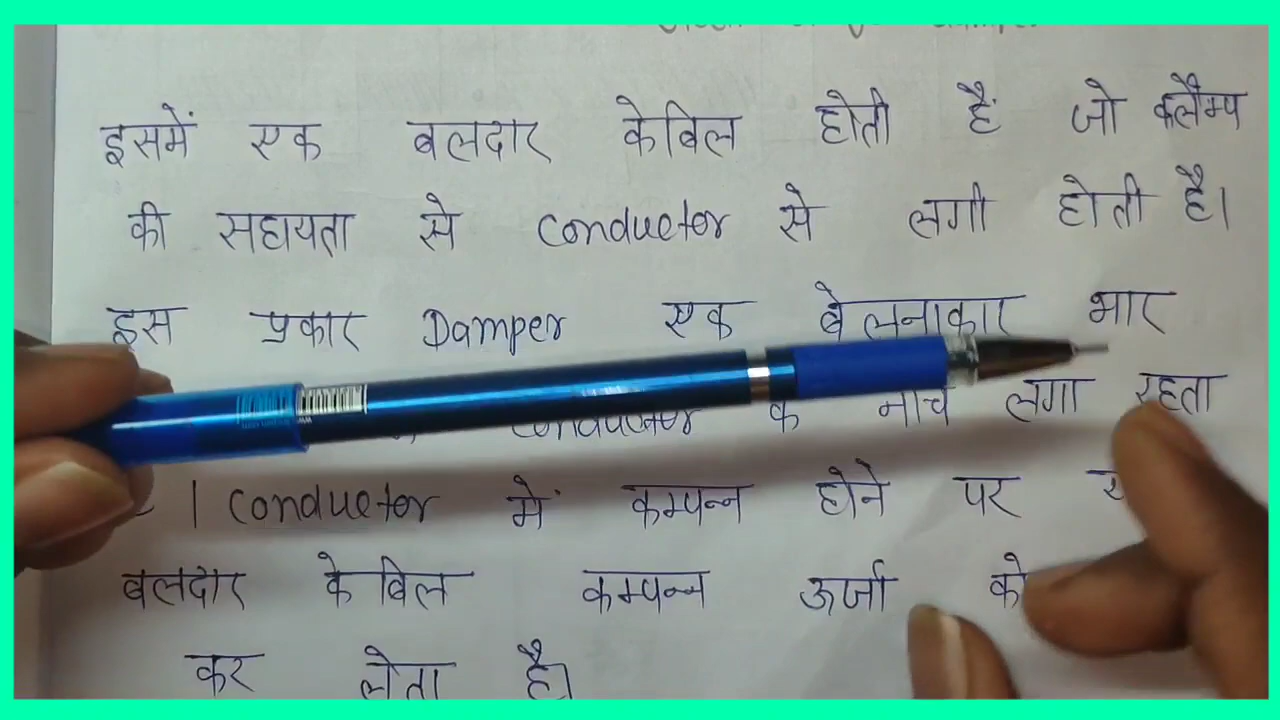 इसमें एक बलदार केबिल होती हैं जो क्लैम्प
की सहायता से conductor से लगी होती है।
इस प्रकार Damper एक बेलनाकार भार
conductor के नीचे लगा रहता
। conductor में कम्पन्न होने पर
बलदार केबिल कम्पन्न ऊर्जा को
कर लेता है।